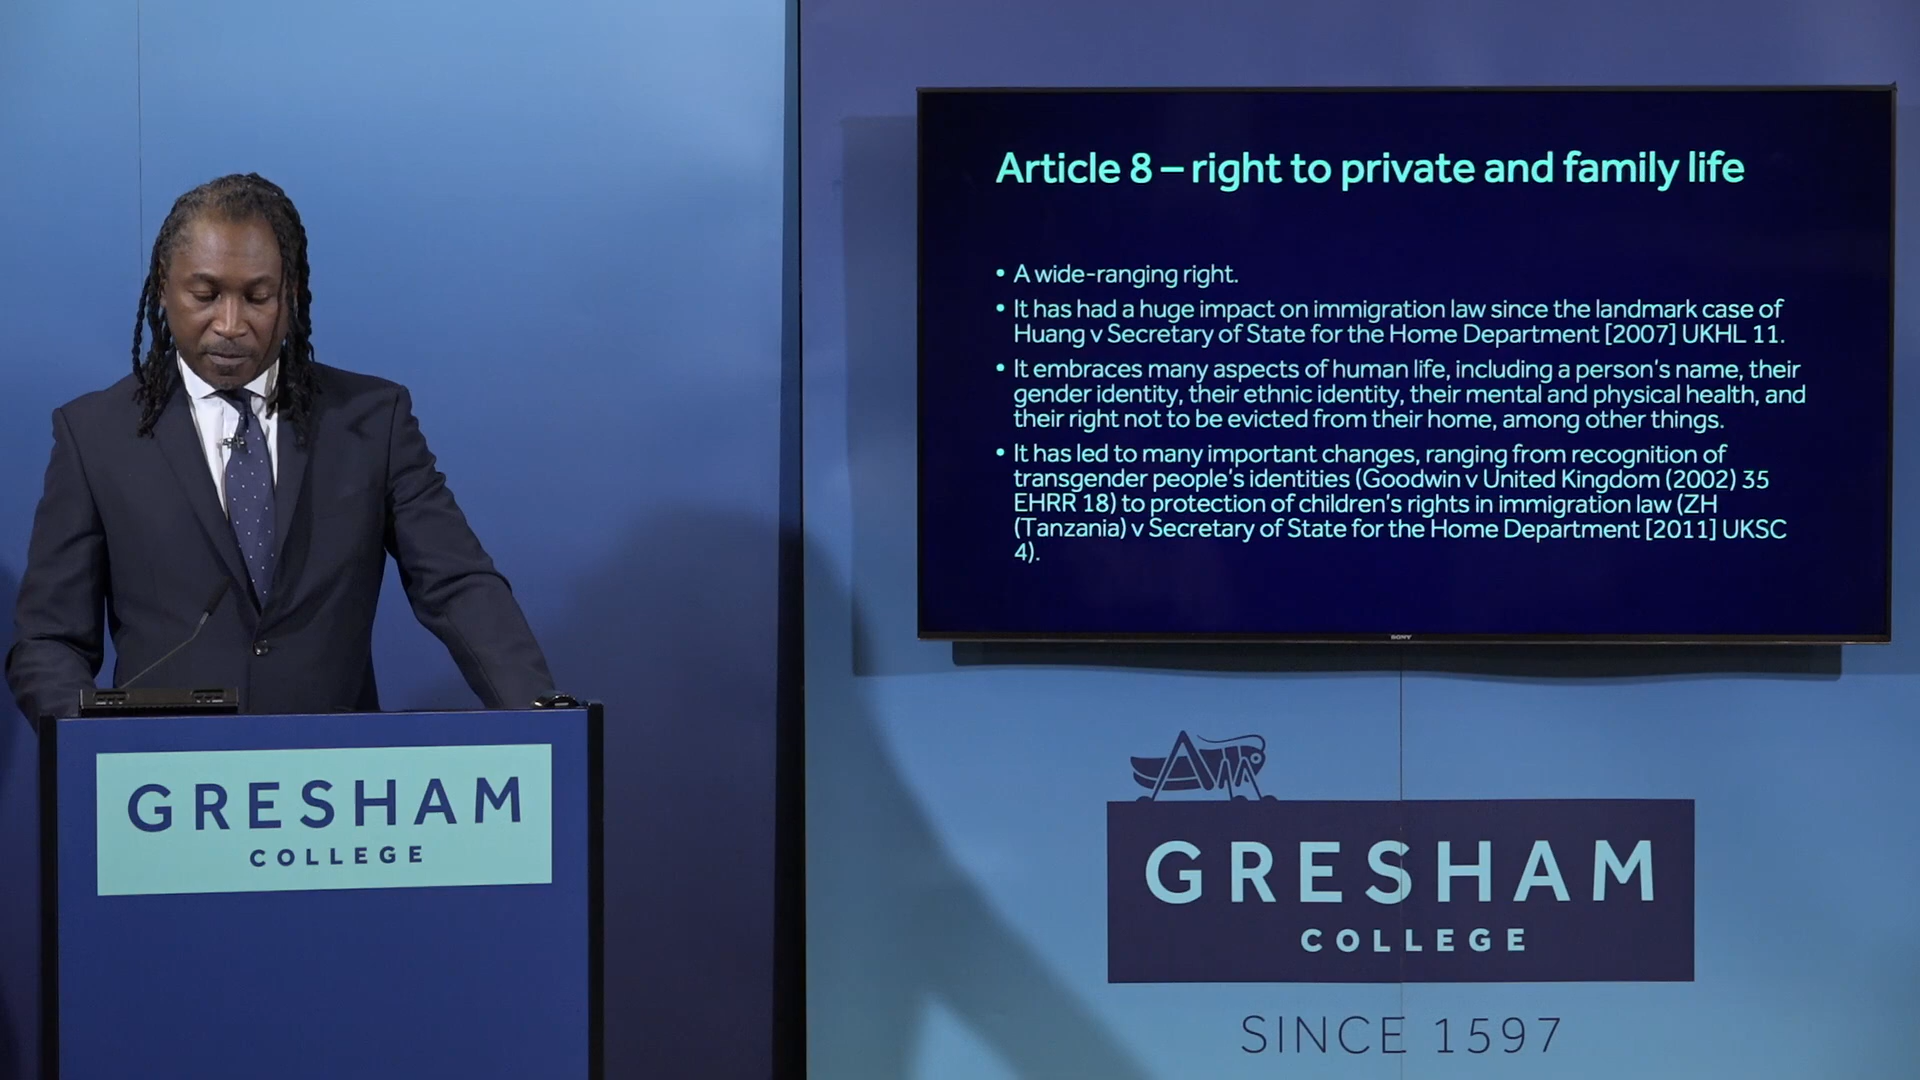 Article 8 – right to private and family life
• A wide-ranging right.
• It has had a huge impact on immigration law since the landmark case of
Huang v Secretary of State for the Home Department [2007] UKHL 11.
• It embraces many aspects of human life, including a person's name, their
gender identity, their ethnic identity, their mental and physical health, and
their right not to be evicted from their home, among other things.
• It has led to many important changes, ranging from recognition of
transgender people's identities (Goodwin v United Kingdom (2002) 35
EHRR 18) to protection of children's rights in immigration law (ZH
(Tanzania) v Secretary of State for the Home Department [2011] UKSC
4).
SONY
GRESHAM
COLLEGE
GRESHAM
COLLEGE
SINCE 1597